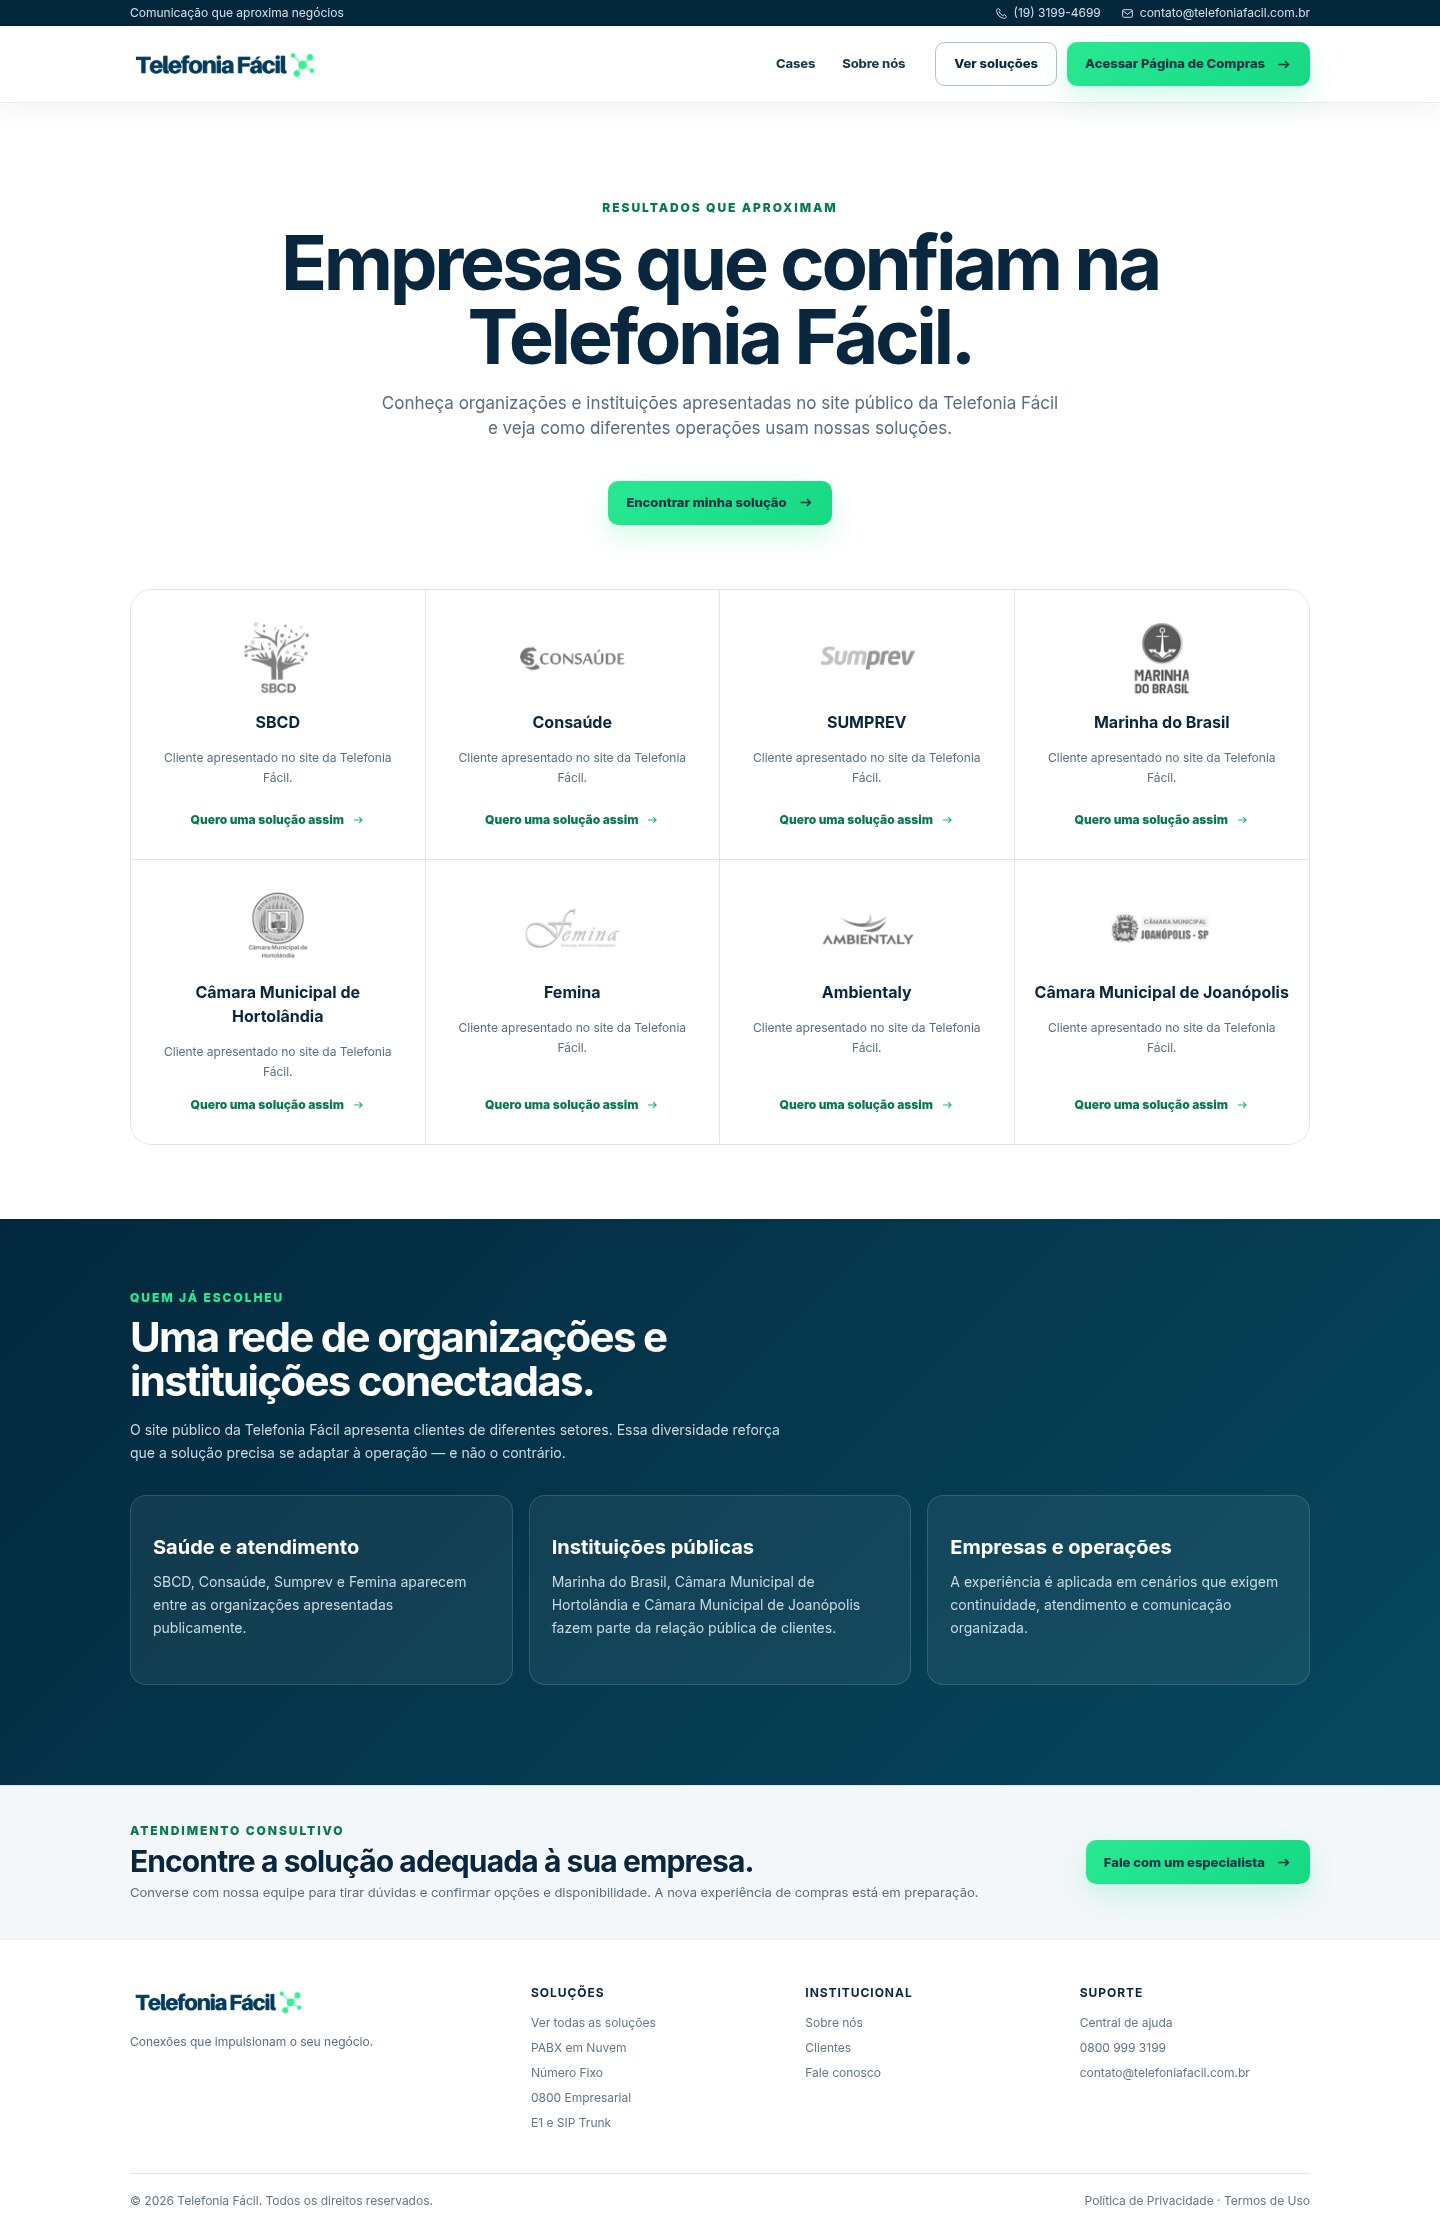 Comunicação que aproxima negócios
(19) 3199-4699
contato@telefoniafacil.com.br
Telefonia Fácil
Cases
Sobre nós
Ver soluções
Acessar Página de Compras
RESULTADOS QUE APROXIMAM
Empresas que confiam na
Telefonia Fácil.
Conheça organizações e instituições apresentadas no site público da Telefonia Fácil
e veja como diferentes operações usam nossas soluções.
Encontrar minha solução
SBCD
SBCD
Cliente apresentado no site da Telefonia
Fácil.
Quero uma solução assim
CONSAÚDE
Consaúde
Cliente apresentado no site da Telefonia
Fácil.
Quero uma solução assim
Sumprev
SUMPREV
Cliente apresentado no site da Telefonia
Fácil.
Quero uma solução assim
MARINHA
DO BRASIL
Marinha do Brasil
Cliente apresentado no site da Telefonia
Fácil.
Quero uma solução assim
HORTOLÂNDIA
Câmara Municipal de
Hortolândia
Câmara Municipal de
Hortolândia
Cliente apresentado no site da Telefonia
Fácil.
Quero uma solução assim
Femina
Femina
Cliente apresentado no site da Telefonia
Fácil.
Quero uma solução assim
AMBIENTALY
Ambientaly
Cliente apresentado no site da Telefonia
Fácil.
Quero uma solução assim
CÂMARA MUNICIPAL
JOANÓPOLIS - SP
Câmara Municipal de Joanópolis
Cliente apresentado no site da Telefonia
Fácil.
Quero uma solução assim
QUEM JÁ ESCOLHEU
Uma rede de organizações e
instituições conectadas.
O site público da Telefonia Fácil apresenta clientes de diferentes setores. Essa diversidade reforça
que a solução precisa se adaptar à operação — e não o contrário.
Saúde e atendimento
SBCD, Consaúde, Sumprev e Femina aparecem
entre as organizações apresentadas
publicamente.
Instituições públicas
Marinha do Brasil, Câmara Municipal de
Hortolândia e Câmara Municipal de Joanópolis
fazem parte da relação pública de clientes.
Empresas e operações
A experiência é aplicada em cenários que exigem
continuidade, atendimento e comunicação
organizada.
ATENDIMENTO CONSULTIVO
Encontre a solução adequada à sua empresa.
Converse com nossa equipe para tirar dúvidas e confirmar opções e disponibilidade. A nova experiência de compras está em preparação.
Fale com um especialista
Telefonia Fácil
Conexões que impulsionam o seu negócio.
SOLUÇÕES
Ver todas as soluções
PABX em Nuvem
Número Fixo
0800 Empresarial
E1 e SIP Trunk
INSTITUCIONAL
Sobre nós
Clientes
Fale conosco
SUPORTE
Central de ajuda
0800 999 3199
contato@telefoniafacil.com.br
© 2026 Telefonia Fácil. Todos os direitos reservados.
Política de Privacidade · Termos de Uso